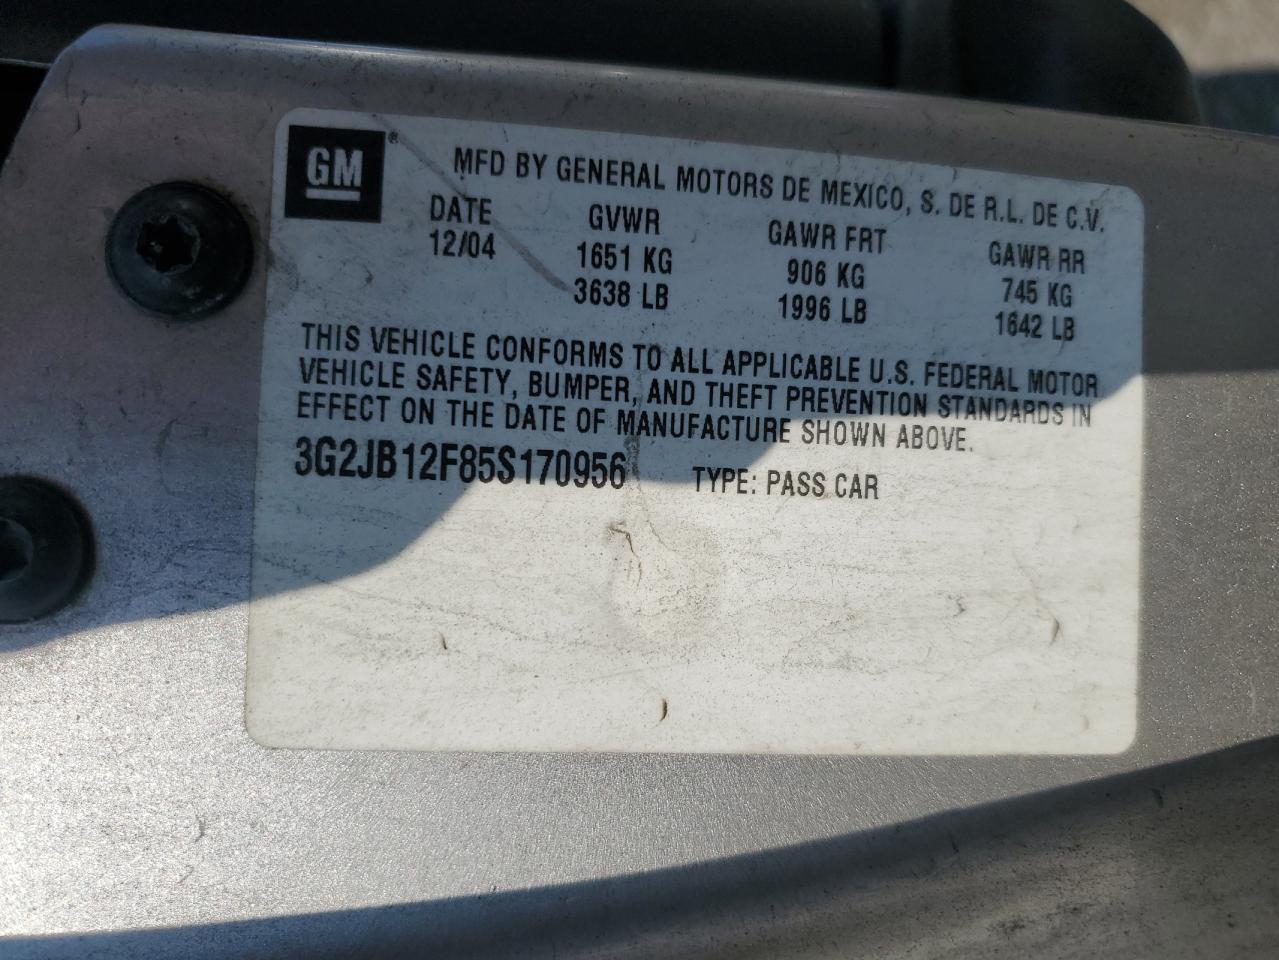 GM®
MFD BY GENERAL MOTORS DE MEXICO, S. DE R.L. DE C.V.
DATE GVWR GAWR FRT GAWR RR
12/04 1651 KG 906 KG 745 KG
3638 LB 1996 LB 1642 LB
THIS VEHICLE CONFORMS TO ALL APPLICABLE U.S. FEDERAL MOTOR
VEHICLE SAFETY, BUMPER, AND THEFT PREVENTION STANDARDS IN
EFFECT ON THE DATE OF MANUFACTURE SHOWN ABOVE.
3G2JB12F85S170956 TYPE: PASS CAR